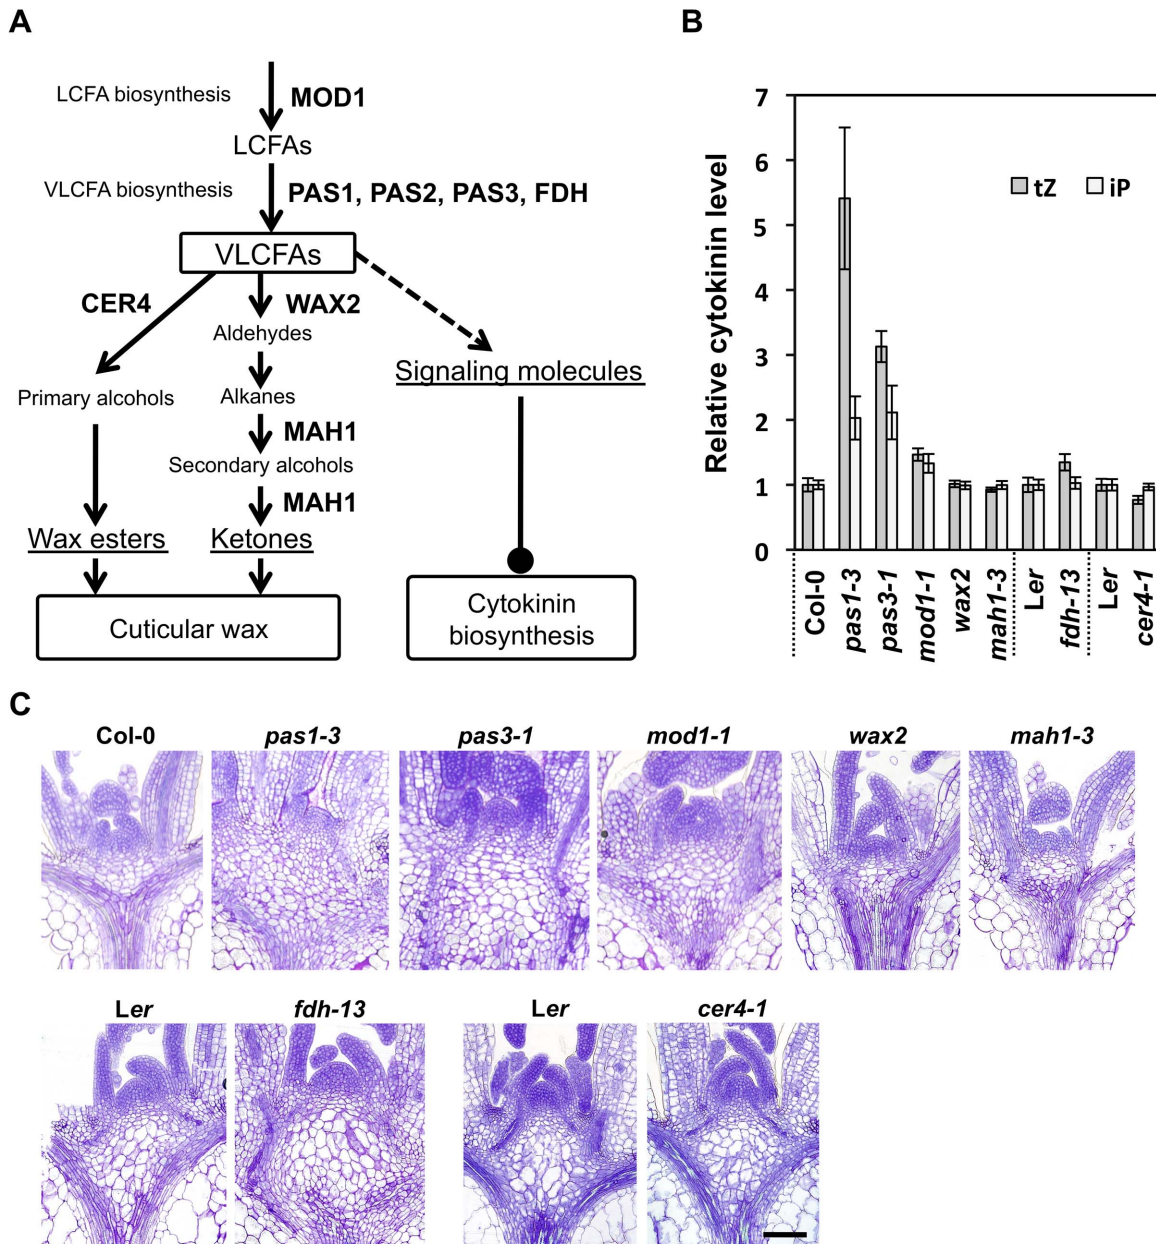 A
LCFA biosynthesis
MOD1
LCFAs
VLCFA biosynthesis
PAS1, PAS2, PAS3, FDH
VLCFAs
CER4
WAX2
Aldehydes
Signaling molecules
Primary alcohols
Alkanes
MAH1
Secondary alcohols
MAH1
Wax esters
Ketones
Cuticular wax
Cytokinin
biosynthesis
B
Relative cytokinin level
7
6
5
4
3
2
1
0
tZ
iP
Col-0
pas1-3
pas3-1
mod1-1
wax2
mah1-3
Ler
fdh-13
Ler
cer4-1
C
Col-0
pas1-3
pas3-1
mod1-1
wax2
mah1-3
Ler
fdh-13
Ler
cer4-1